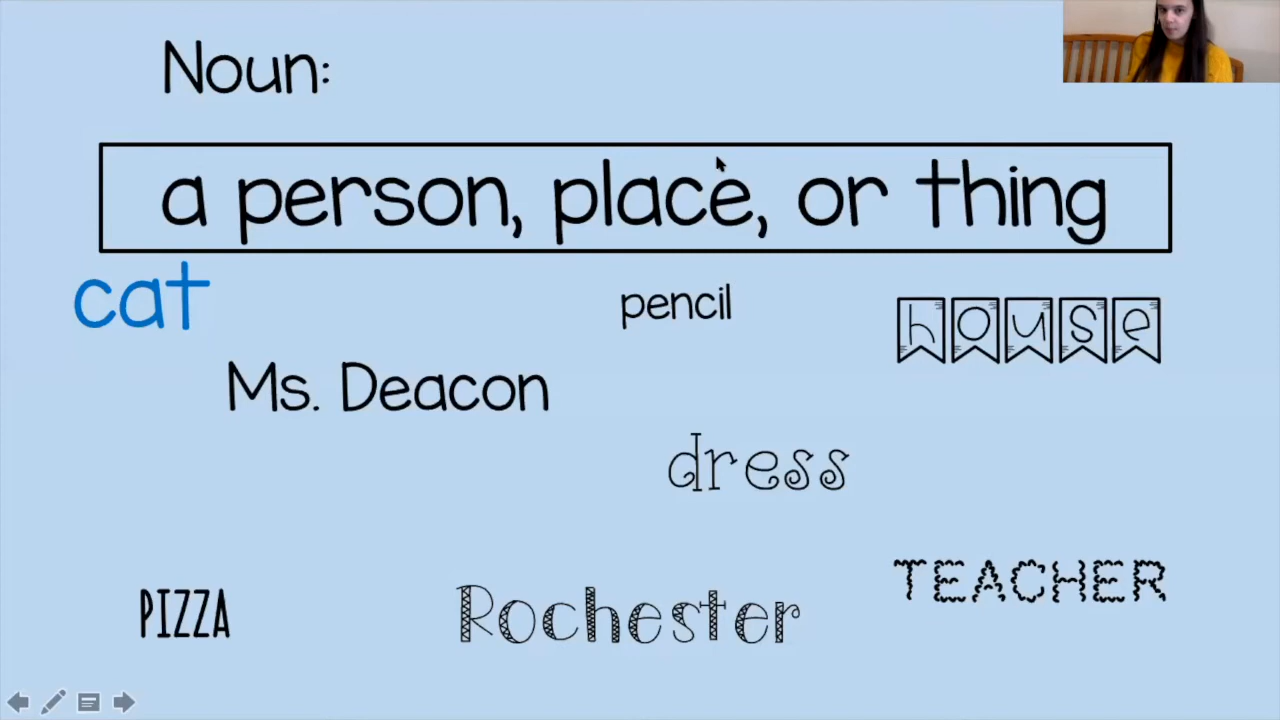 Noun:
a person, place, or thing
cat
pencil
house
Ms. Deacon
dress
PIZZA
Rochester
TEACHER